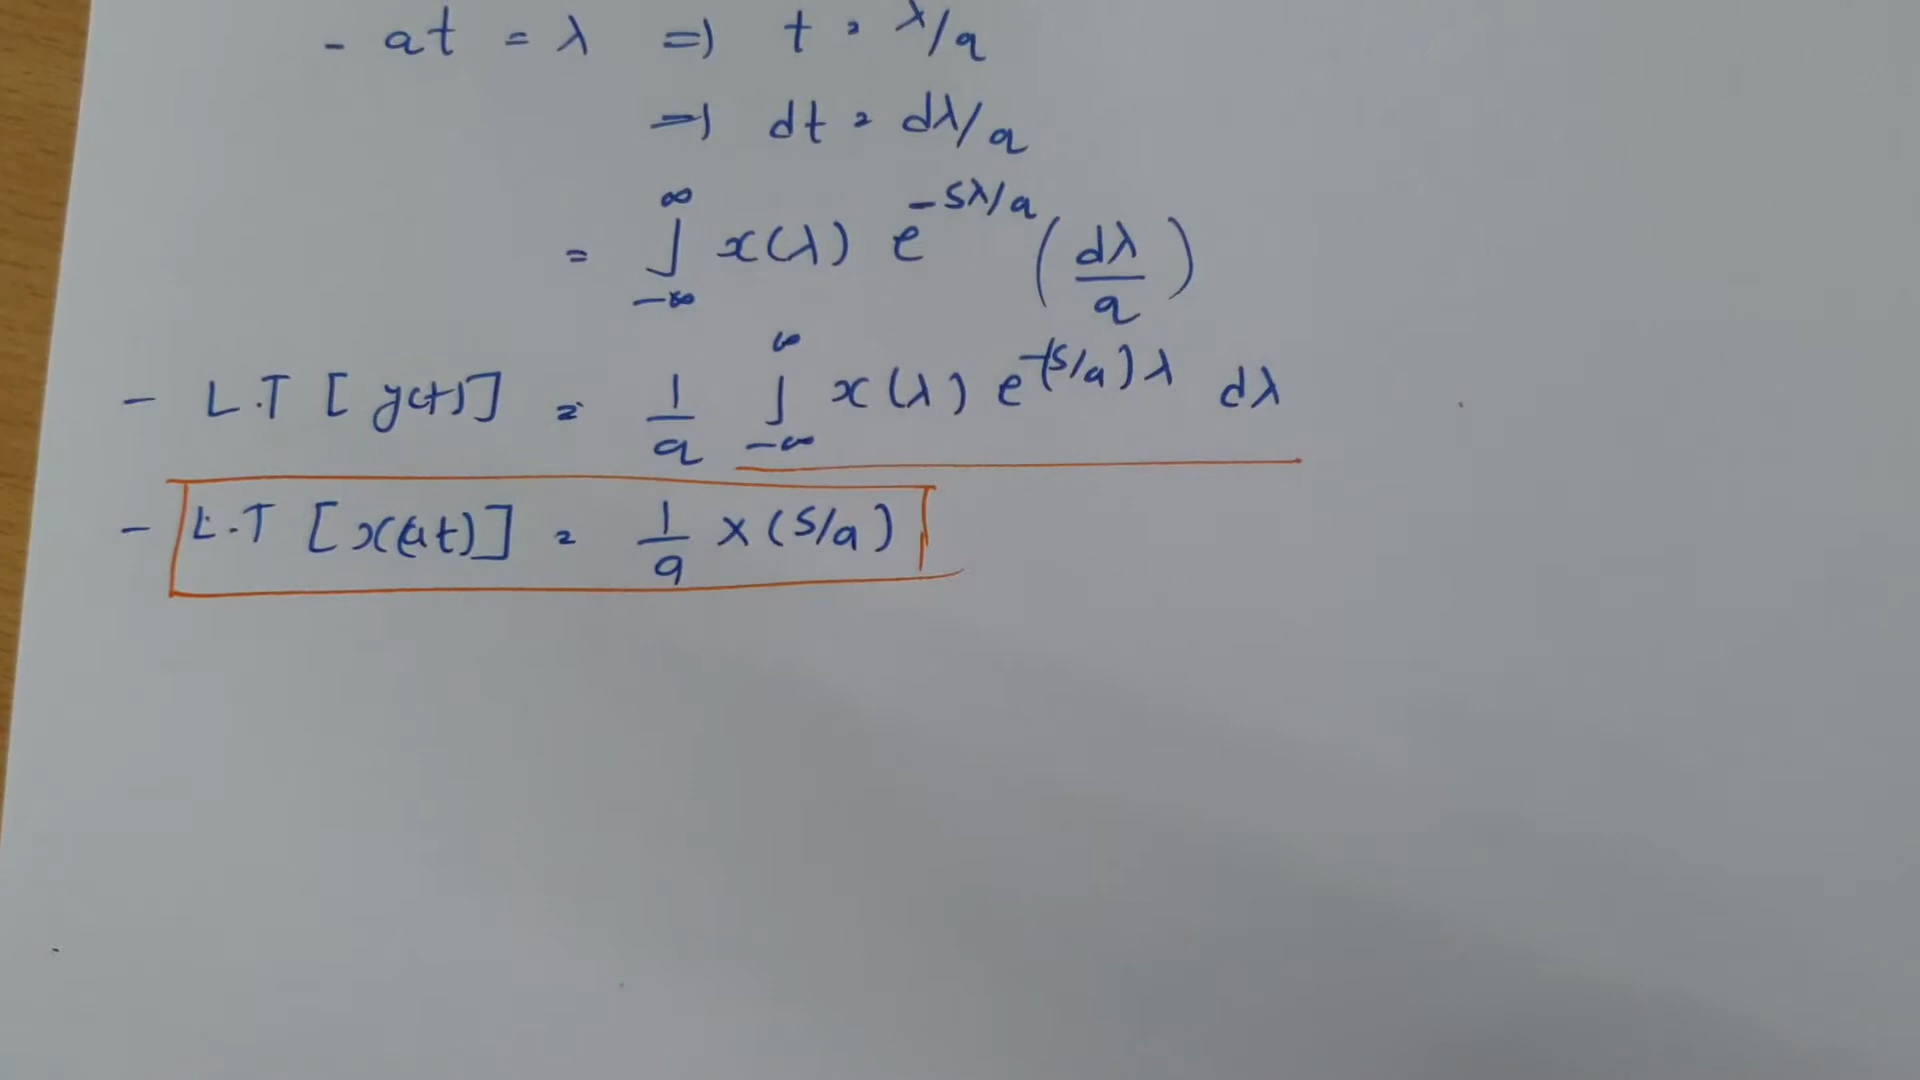 - at = λ => t = λ/a
=> dt = dλ/a
= ∫_{-∞}^{∞} x(λ) e^{-sλ/a} (dλ/a)
- L.T [y(t)] = 1/a ∫_{-∞}^{∞} x(λ) e^{-(s/a)λ} dλ
- L.T [x(at)] = 1/a X(s/a)